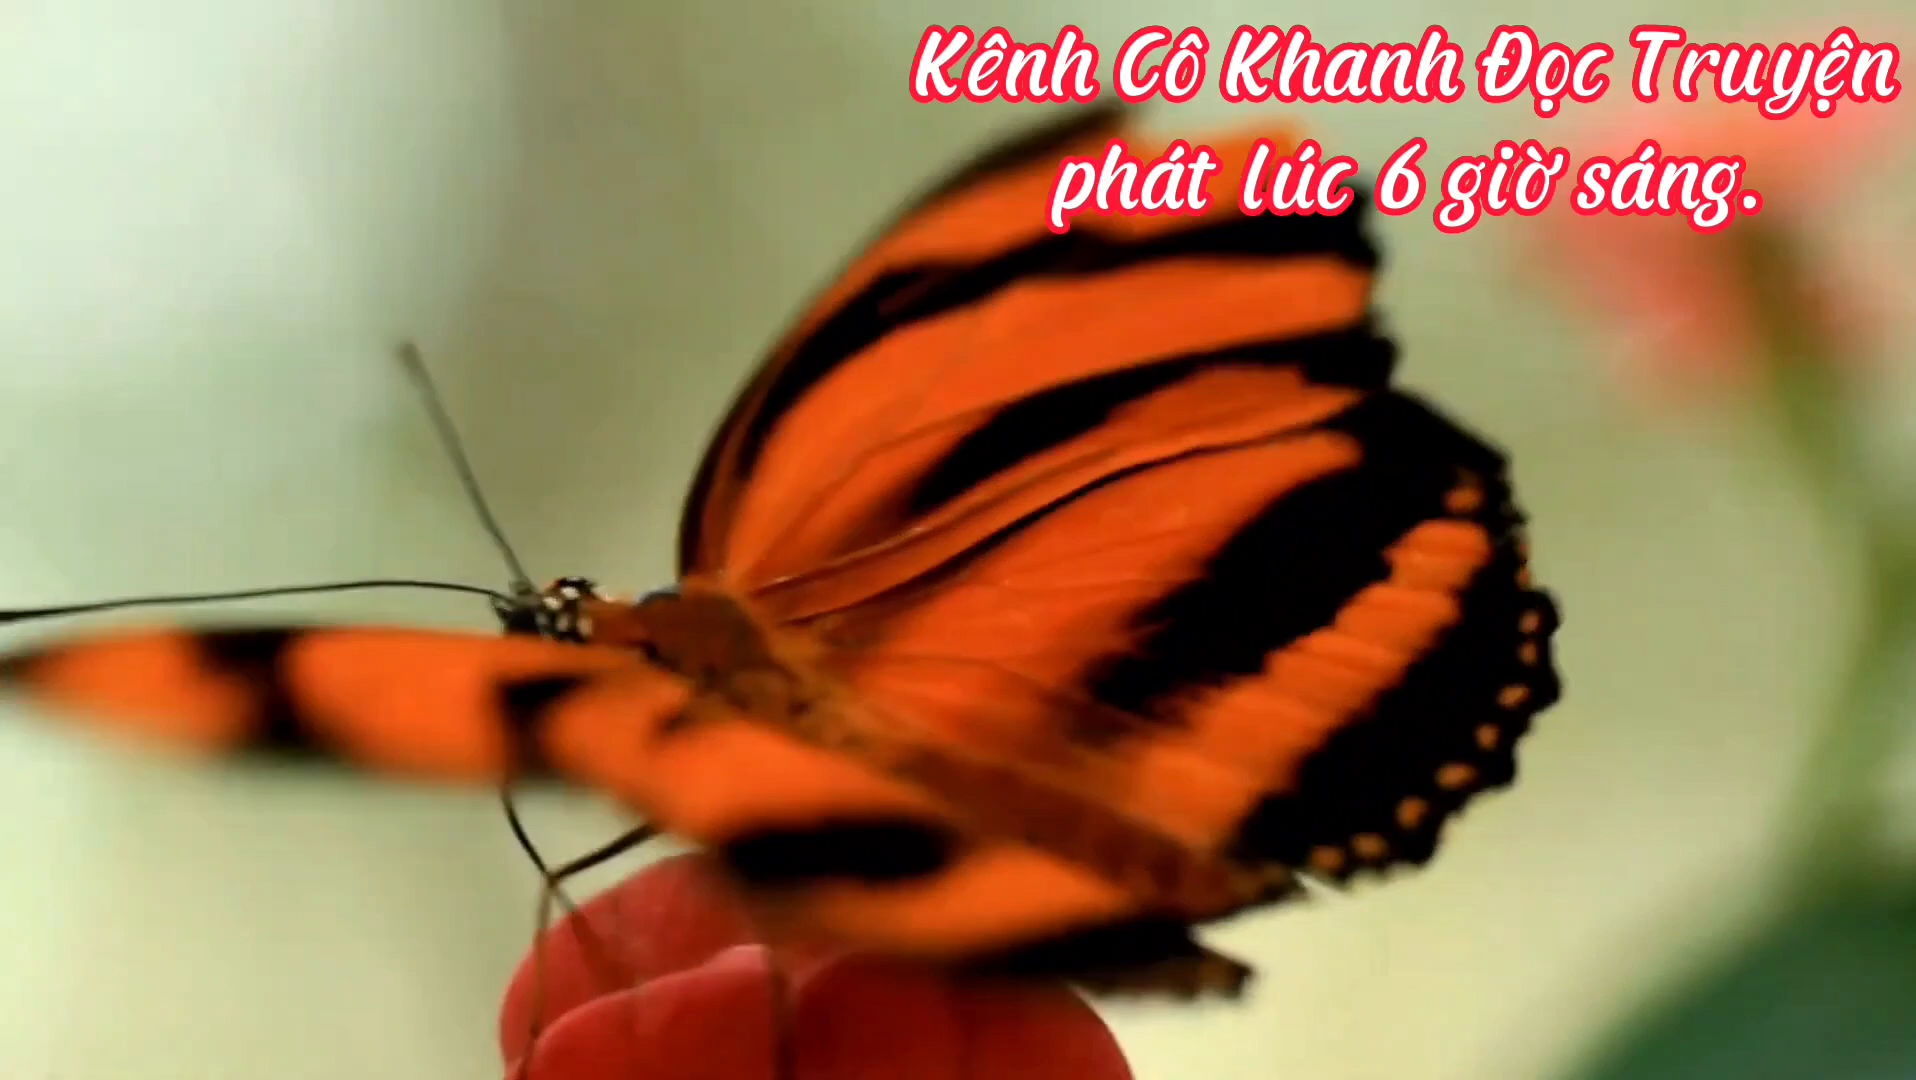 Kênh Cô Khanh Đọc Truyện
phát lúc 6 giờ sáng.